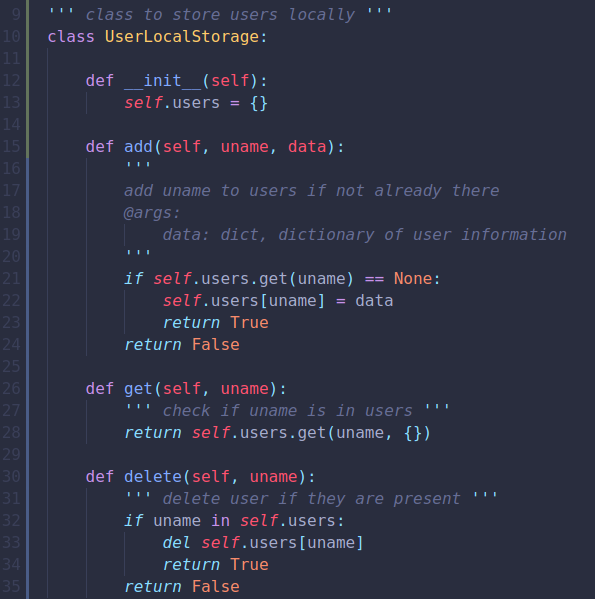 9 ''' class to store users locally '''
10 class UserLocalStorage:
11
12     def __init__(self):
13         self.users = {}
14
15     def add(self, uname, data):
16         '''
17         add uname to users if not already there
18         @args:
19             data: dict, dictionary of user information
20         '''
21         if self.users.get(uname) == None:
22             self.users[uname] = data
23             return True
24         return False
25
26     def get(self, uname):
27         ''' check if uname is in users '''
28         return self.users.get(uname, {})
29
30     def delete(self, uname):
31         ''' delete user if they are present '''
32         if uname in self.users:
33             del self.users[uname]
34             return True
35         return False